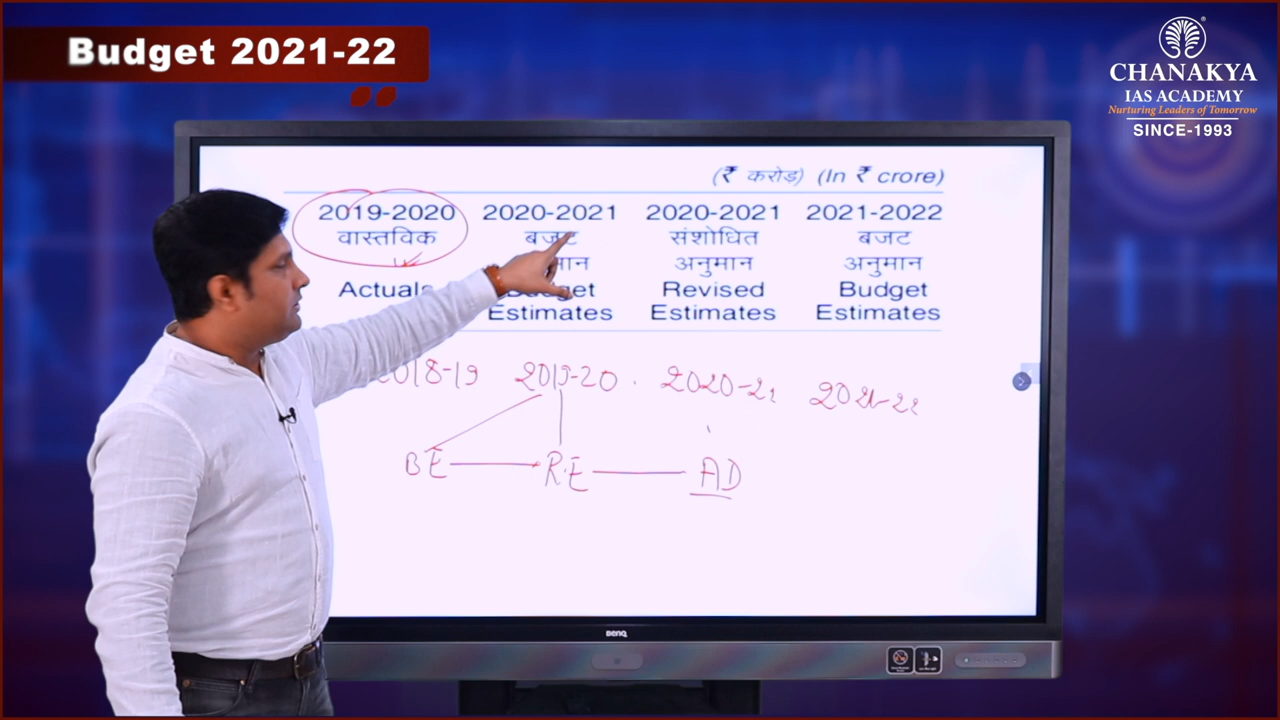 Budget 2021-22
CHANAKYA
IAS ACADEMY
Nurturing Leaders of Tomorrow
SINCE-1993
(₹ करोड़) (In ₹ crore)
2019-2020 2020-2021 2020-2021 2021-2022
वास्तविक बजट संशोधित बजट
अनुमान अनुमान
Actuals Budget Revised Budget
Estimates Estimates Estimates
2018-19 2019-20 2020-21 2021-22
BE R.E AD
BenQ